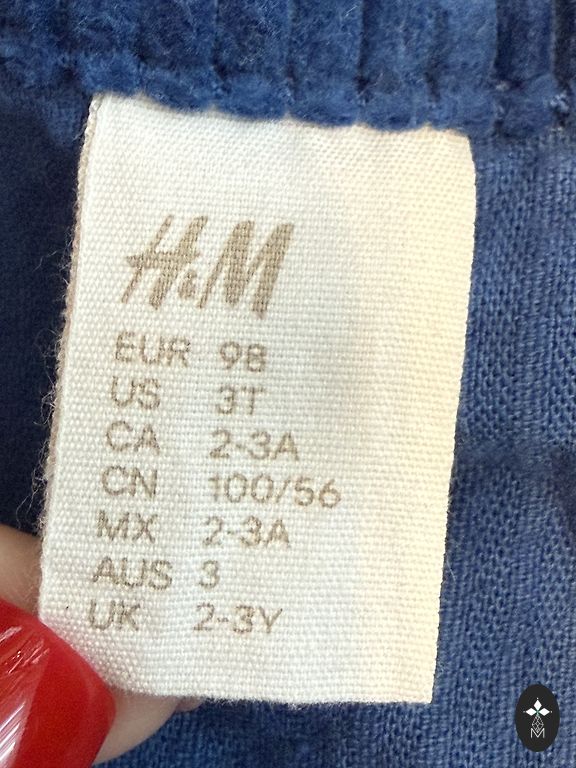 H&M
EUR 98
US 3T
CA 2-3A
CN 100/56
MX 2-3A
AUS 3
UK 2-3Y
M